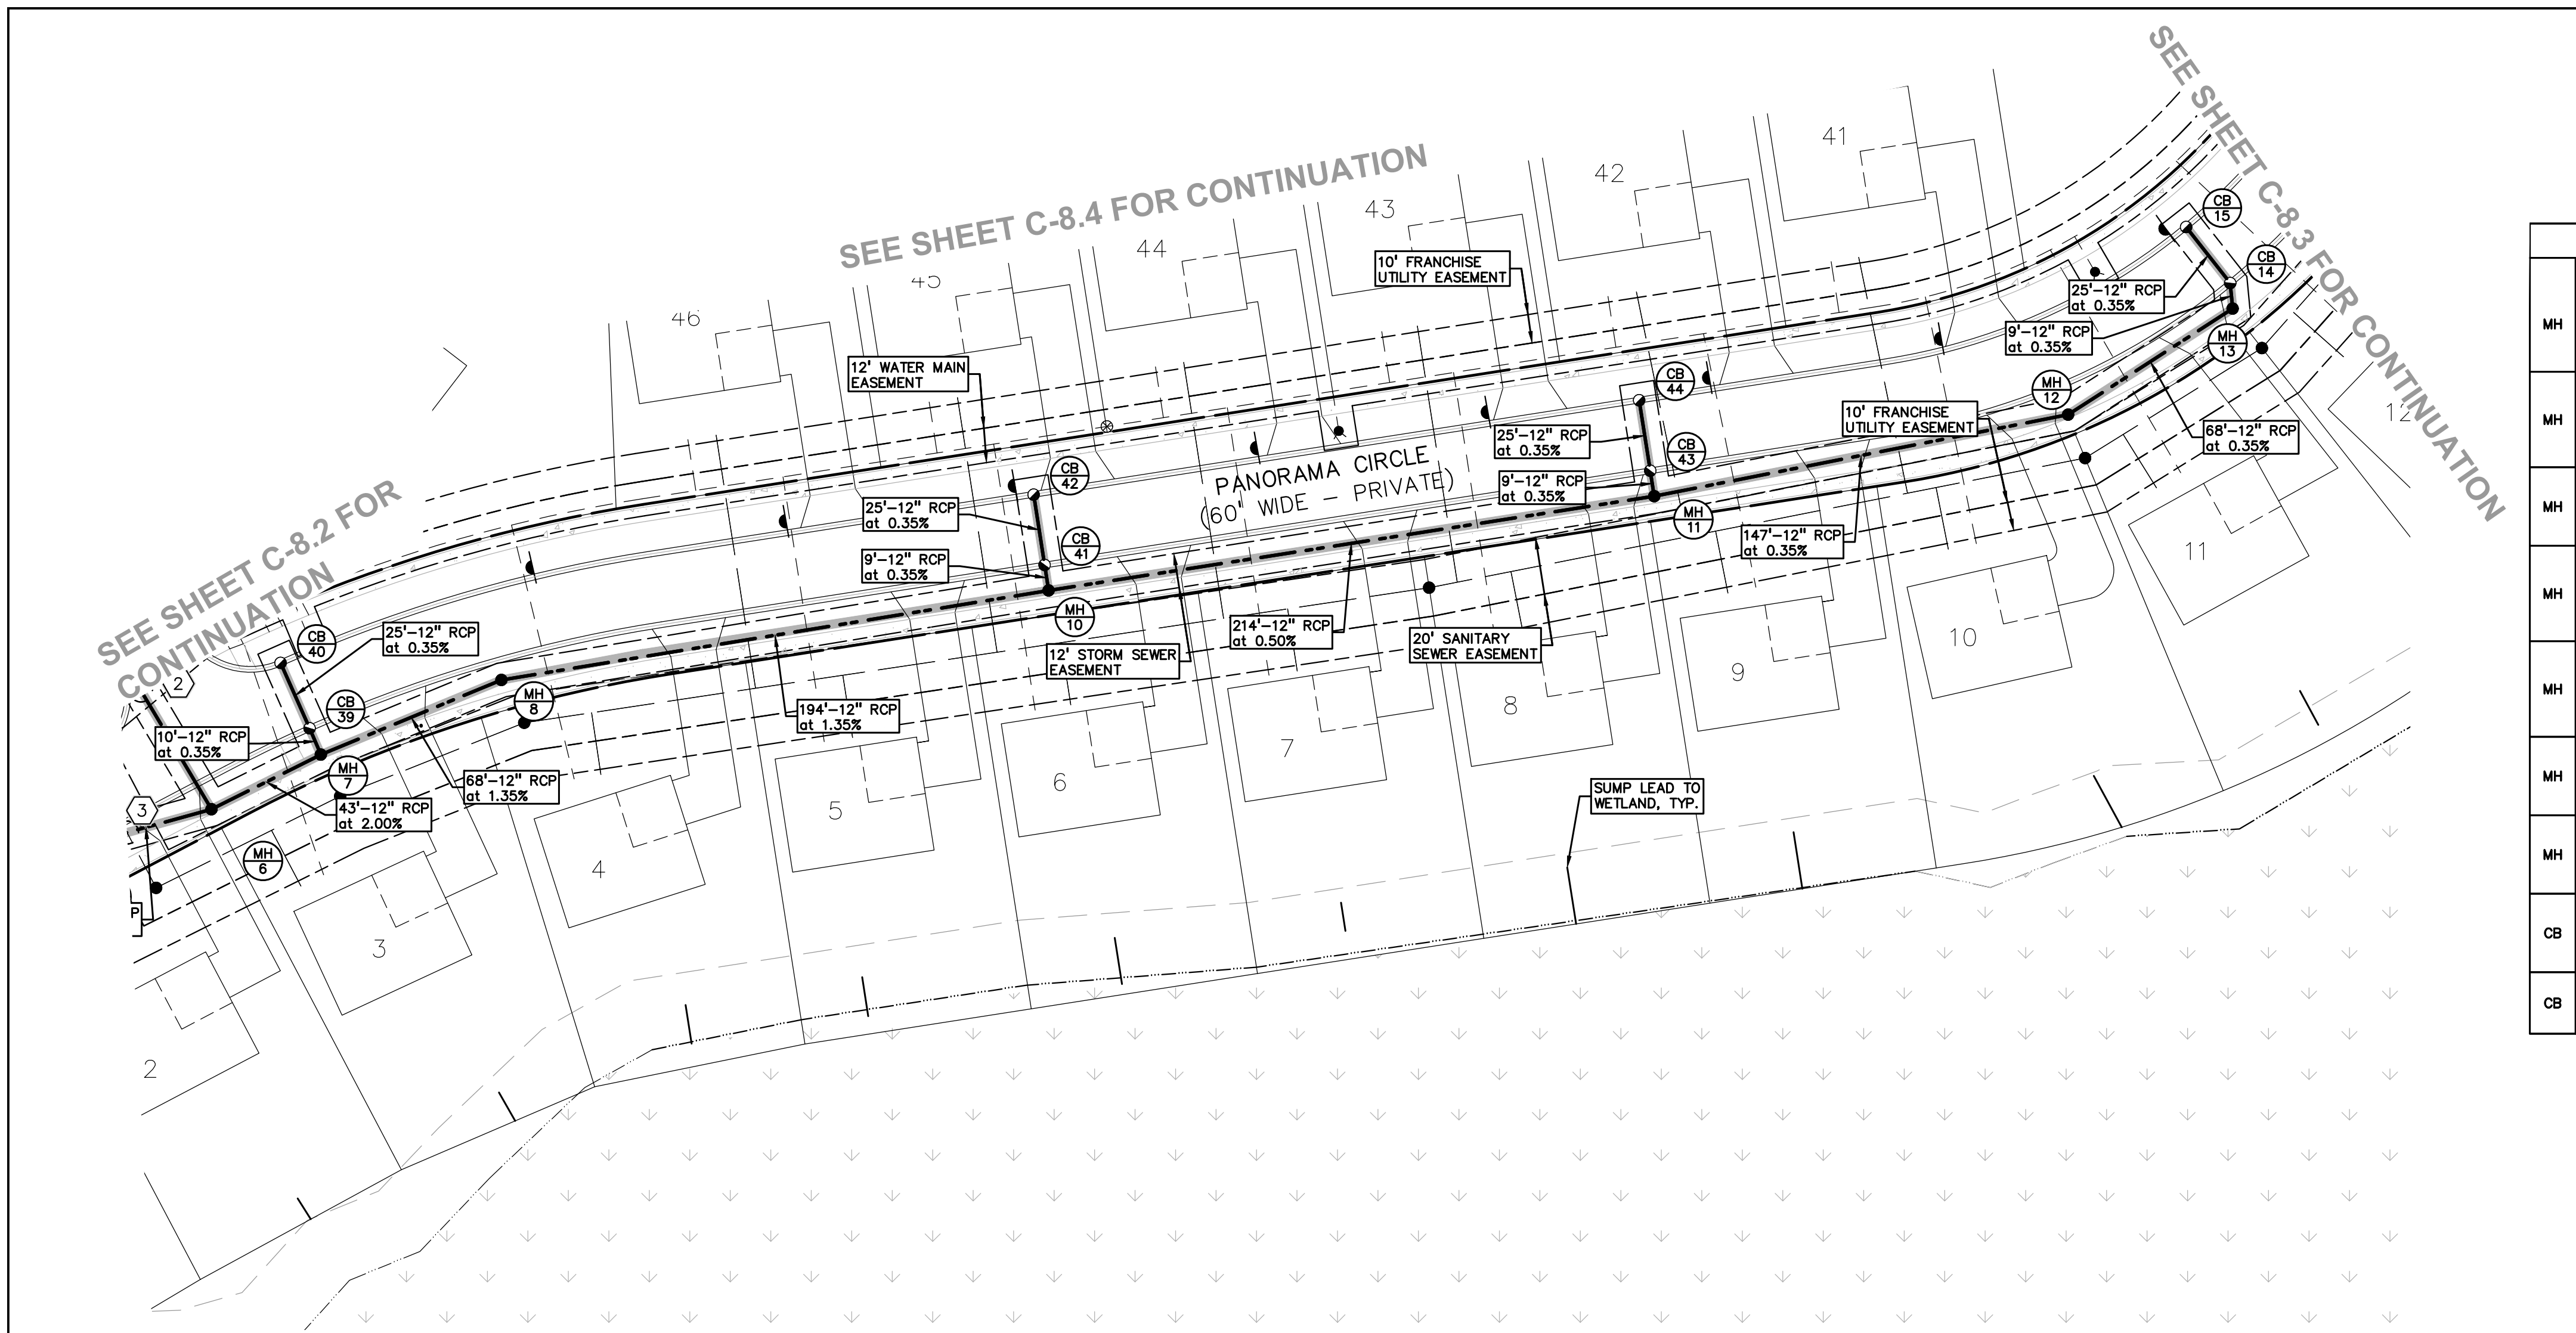 SEE SHEET C-8.3 FOR CONTINUATION
SEE SHEET C-8.4 FOR CONTINUATION
SEE SHEET C-8.2 FOR
CONTINUATION
41
42
43
44
45
46
10' FRANCHISE
UTILITY EASEMENT
12' WATER MAIN
EASEMENT
CB
15
CB
14
25'-12" RCP
at 0.35%
9'-12" RCP
at 0.35%
MH
13
MH
12
68'-12" RCP
at 0.35%
12
10' FRANCHISE
UTILITY EASEMENT
CB
44
25'-12" RCP
at 0.35%
CB
43
9'-12" RCP
at 0.35%
MH
11
147'-12" RCP
at 0.35%
PANORAMA CIRCLE
(60' WIDE - PRIVATE)
CB
42
25'-12" RCP
at 0.35%
CB
41
9'-12" RCP
at 0.35%
MH
10
12' STORM SEWER
EASEMENT
214'-12" RCP
at 0.50%
20' SANITARY
SEWER EASEMENT
CB
40
25'-12" RCP
at 0.35%
2
CB
39
10'-12" RCP
at 0.35%
MH
8
194'-12" RCP
at 1.35%
MH
7
68'-12" RCP
at 1.35%
43'-12" RCP
at 2.00%
3
MH
6
P
SUMP LEAD TO
WETLAND, TYP.
11
10
9
8
7
6
5
4
3
2
MH
MH
MH
MH
MH
MH
MH
CB
CB